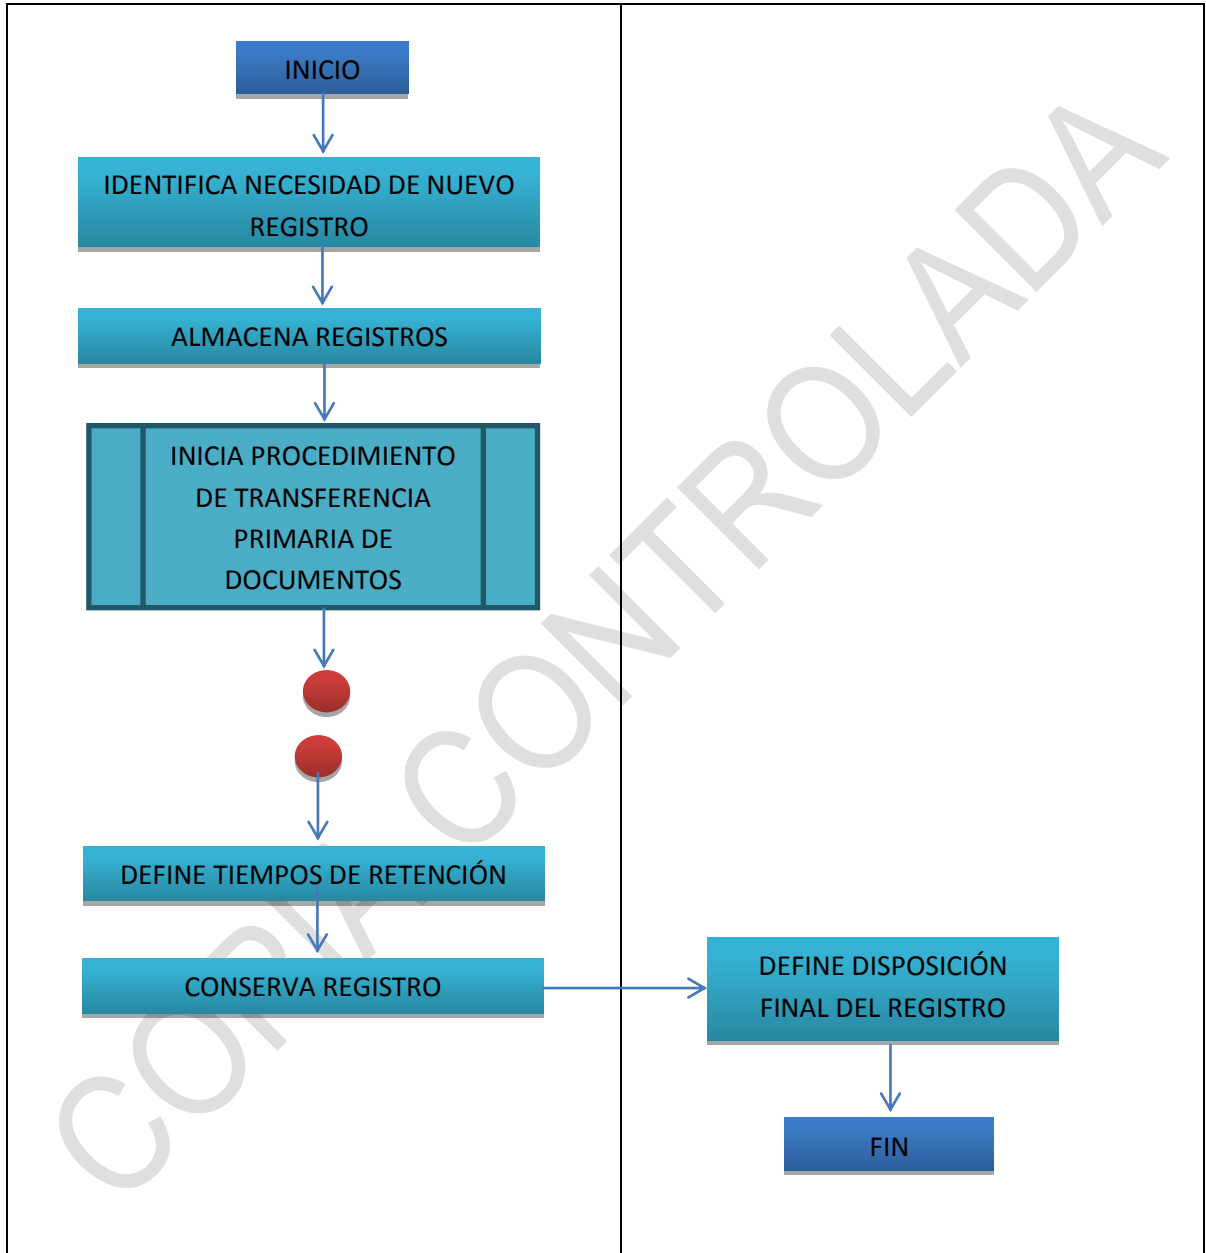 INICIO
IDENTIFICA NECESIDAD DE NUEVO
REGISTRO
ALMACENA REGISTROS
INICIA PROCEDIMIENTO
DE TRANSFERENCIA
PRIMARIA DE
DOCUMENTOS
DEFINE TIEMPOS DE RETENCIÓN
CONSERVA REGISTRO
DEFINE DISPOSICIÓN
FINAL DEL REGISTRO
FIN
COPIA CONTROLADA